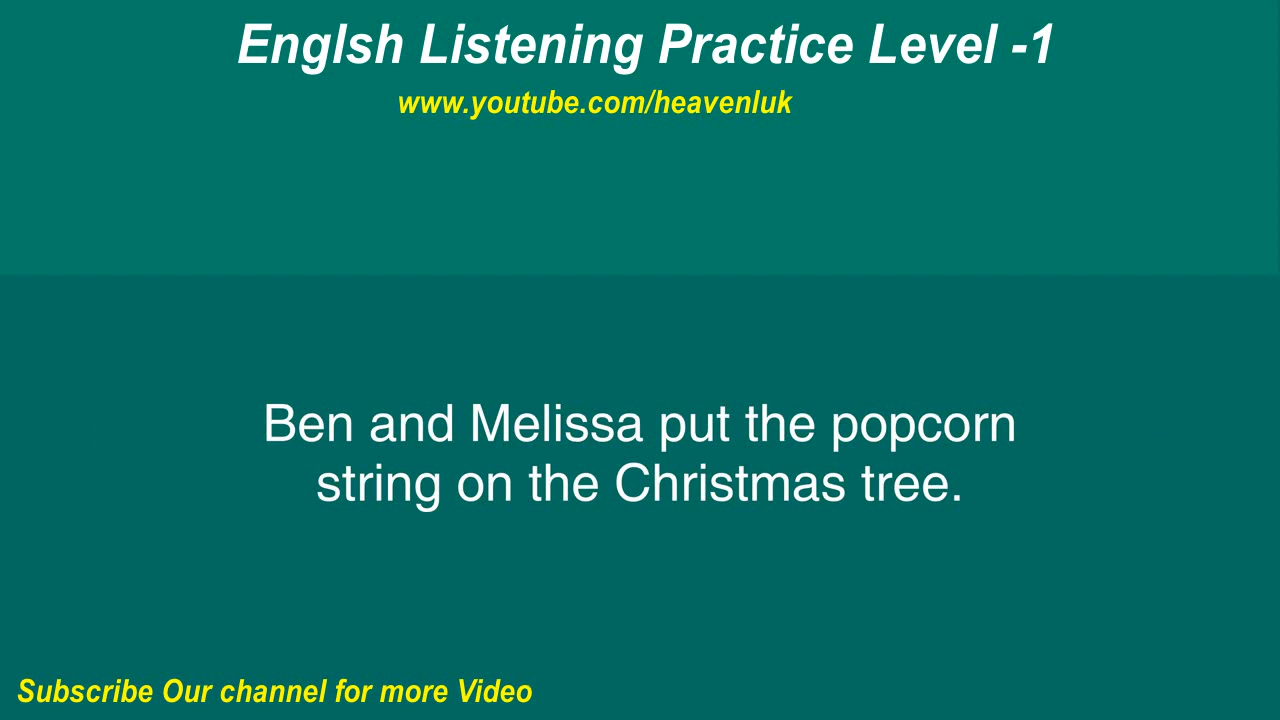 Englsh Listening Practice Level -1
www.youtube.com/heavenluk
Ben and Melissa put the popcorn
string on the Christmas tree.
Subscribe Our channel for more Video